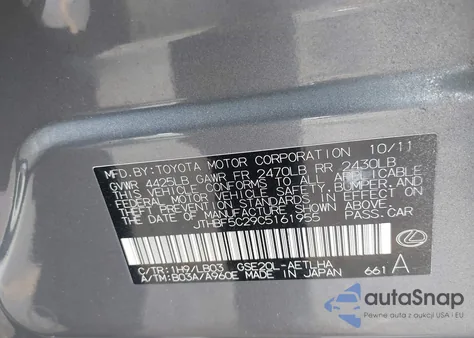 MFD.BY:TOYOTA MOTOR CORPORATION 10/11
GVWR 4425LB GAWR FR 2470LB RR 2430LB
THIS VEHICLE CONFORMS TO ALL APPLICABLE
FEDERAL MOTOR VEHICLE SAFETY, BUMPER, AND
THEFT PREVENTION STANDARDS IN EFFECT ON
THE DATE OF MANUFACTURE SHOWN ABOVE.
JTHBF5C29C5161955 PASS.CAR
C/TR:1H9/LB03 GSE20L-AETLHA
A/TM:B03A/A960E MADE IN JAPAN 661 A
autaSnap
Pewne auta z aukcji USA i EU